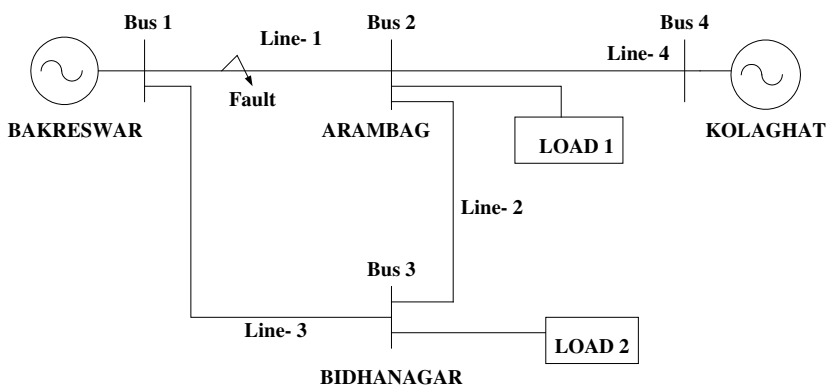 Bus 1
Line- 1
Bus 2
Line- 4
Bus 4
Fault
BAKRESWAR
ARAMBAG
LOAD 1
KOLAGHAT
Line- 2
Bus 3
Line- 3
LOAD 2
BIDHANAGAR